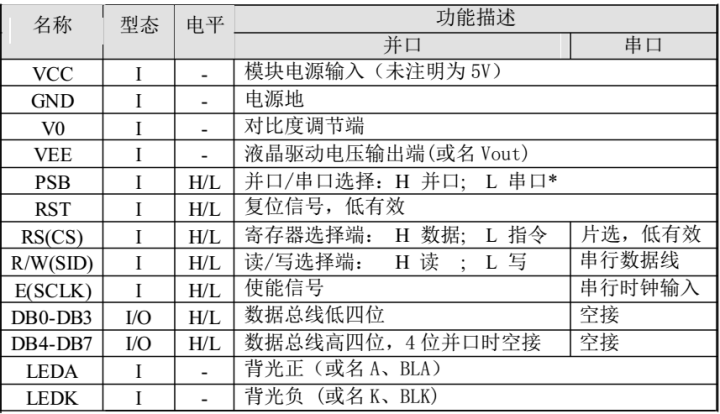 名称 型态 电平 功能描述
并口 串口
VCC I - 模块电源输入（未注明为 5V）
GND I - 电源地
V0 I - 对比度调节端
VEE I - 液晶驱动电压输出端(或名 Vout)
PSB I H/L 并口/串口选择：H 并口; L 串口*
RST I H/L 复位信号，低有效
RS(CS) I H/L 寄存器选择端： H 数据; L 指令 片选，低有效
R/W(SID) I H/L 读/写选择端： H 读 ; L 写 串行数据线
E(SCLK) I H/L 使能信号 串行时钟输入
DB0-DB3 I/O H/L 数据总线低四位 空接
DB4-DB7 I/O H/L 数据总线高四位，4 位并口时空接 空接
LEDA I - 背光正（或名 A、BLA）
LEDK I - 背光负 (或名 K、BLK)